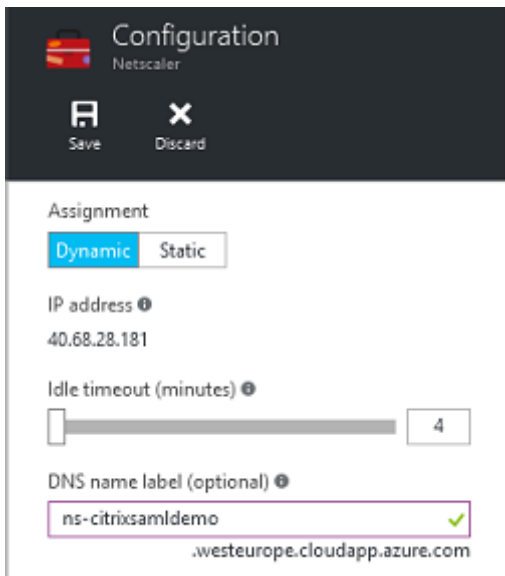 Configuration
Netscaler
Save Discard
Assignment
Dynamic Static
IP address
40.68.28.181
Idle timeout (minutes)
4
DNS name label (optional)
ns-citrixsamldemo
.westeurope.cloudapp.azure.com